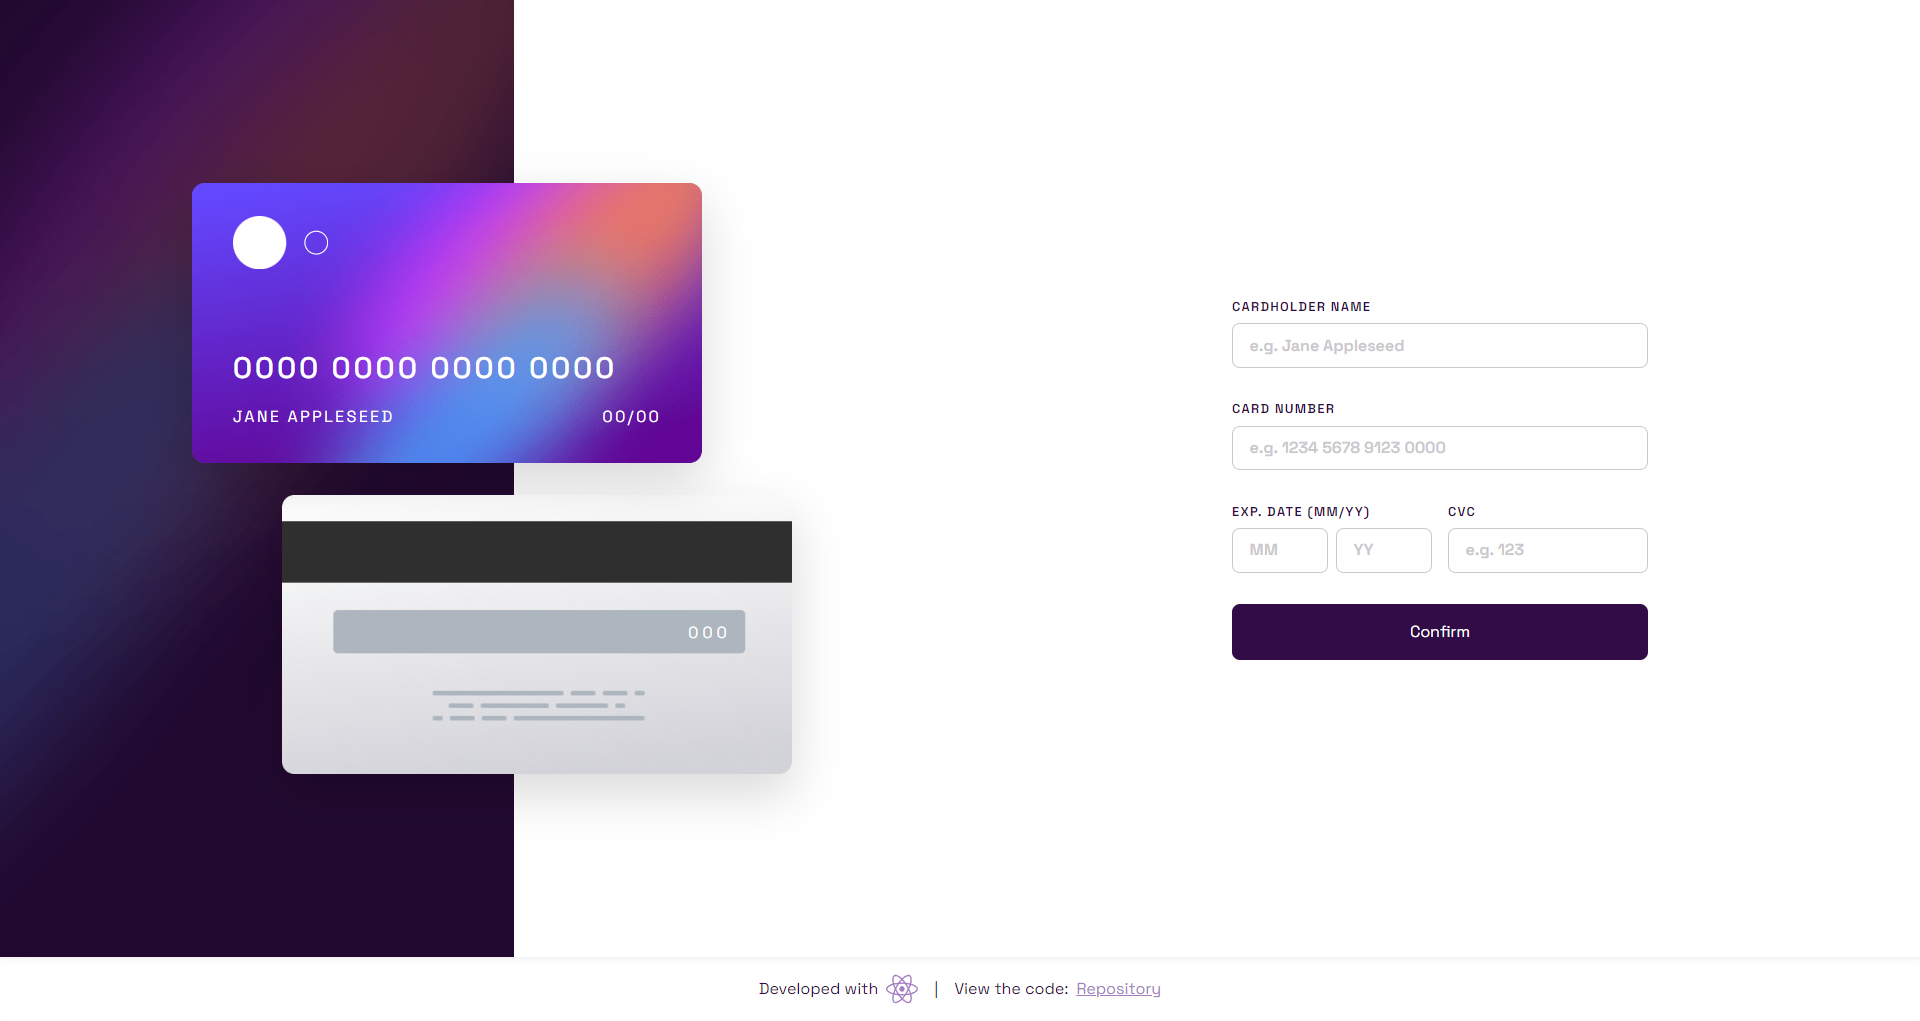 0000 0000 0000 0000
JANE APPLESEED 00/00
000
CARDHOLDER NAME
e.g. Jane Appleseed
CARD NUMBER
e.g. 1234 5678 9123 0000
EXP. DATE (MM/YY) CVC
MM YY e.g. 123
Confirm
Developed with | View the code: Repository